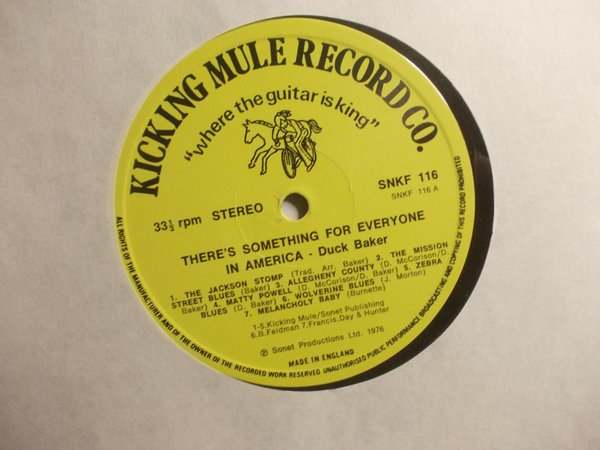 KICKING MULE RECORD CO.
"where the guitar is king"
33⅓ rpm STEREO
SNKF 116
SNKF 116 A
THERE'S SOMETHING FOR EVERYONE
IN AMERICA - Duck Baker
1. THE JACKSON STOMP (Trad. Arr. Baker) 2. THE MISSION
STREET BLUES (Baker) 3. ALLEGHENY COUNTY (D. McCorison/D.
Baker) 4. MATTY POWELL (D. McCorison/D. Baker) 5. ZEBRA
BLUES (D. Baker) 6. WOLVERINE BLUES (J. Morton)
7. MELANCHOLY BABY (Burnette)
1-5.Kicking Mule/Sonet Publishing
6.B.Feldman 7.Francis,Day & Hunter
℗ Sonet Productions Ltd. 1976
MADE IN ENGLAND
ALL RIGHTS OF THE MANUFACTURER AND OF THE OWNER OF THE RECORDED WORK RESERVED UNAUTHORISED PUBLIC PERFORMANCE BROADCASTING AND COPYING OF THIS RECORD PROHIBITED